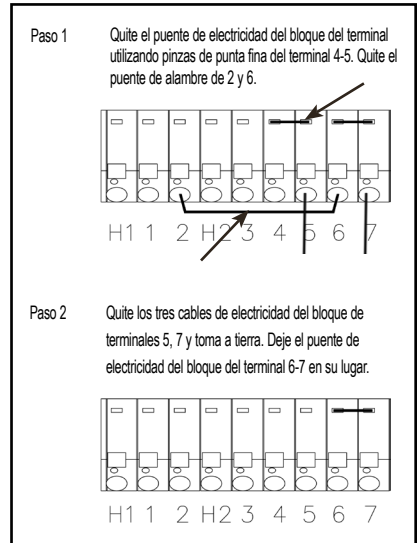 Paso 1
Quite el puente de electricidad del bloque del terminal
utilizando pinzas de punta fina del terminal 4-5. Quite el
puente de alambre de 2 y 6.
H1 1 2 H2 3 4 5 6 7
Paso 2
Quite los tres cables de electricidad del bloque de
terminales 5, 7 y toma a tierra. Deje el puente de
electricidad del bloque del terminal 6-7 en su lugar.
H1 1 2 H2 3 4 5 6 7